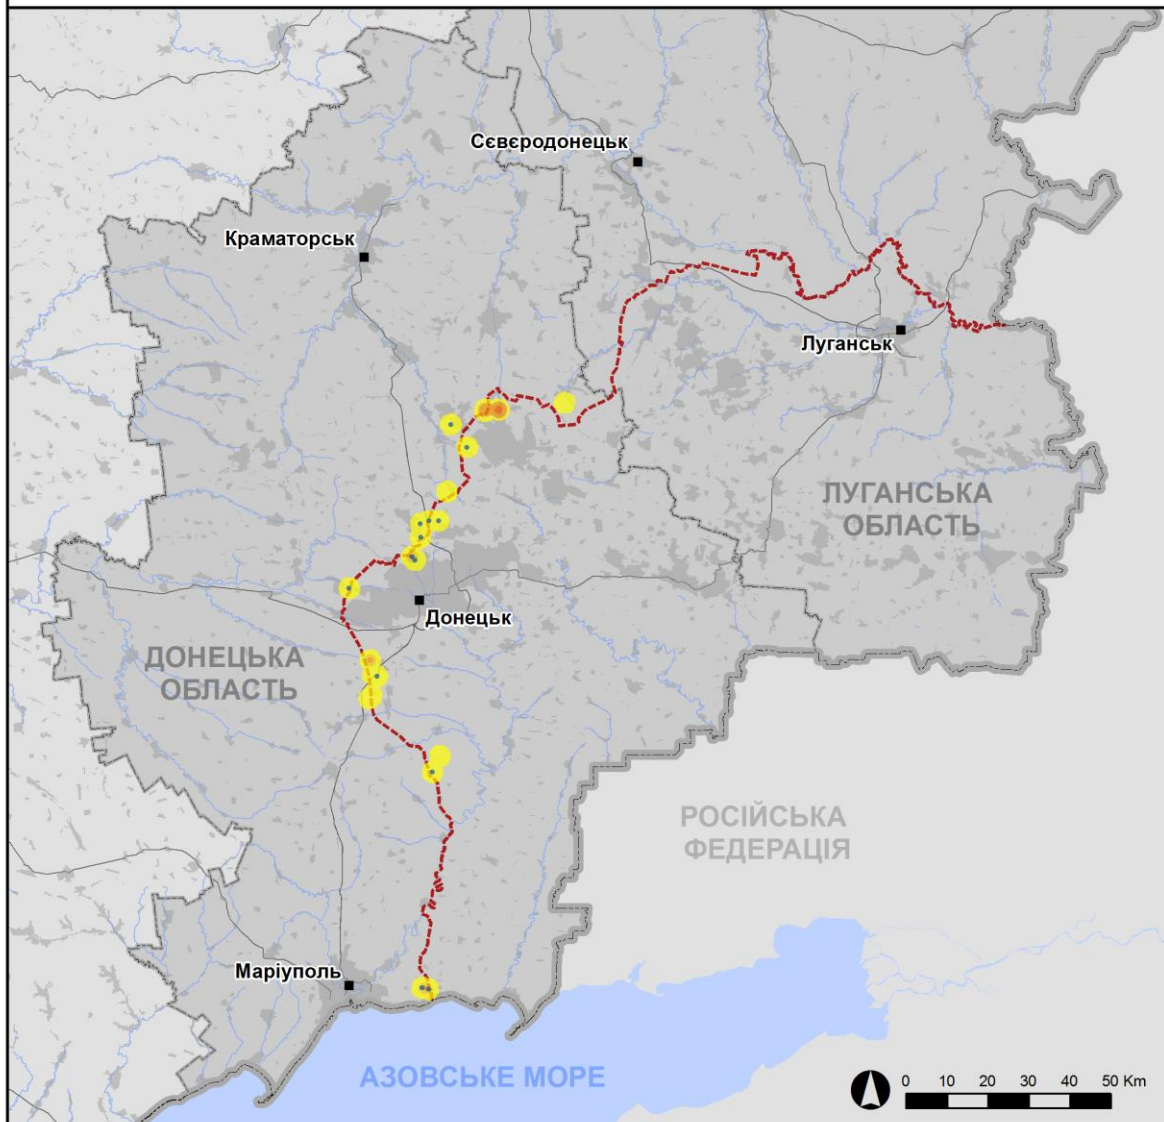 Сєвєродонецьк
Краматорськ
Луганськ
ЛУГАНСЬКА
ОБЛАСТЬ
Донецьк
ДОНЕЦЬКА
ОБЛАСТЬ
РОСІЙСЬКА
ФЕДЕРАЦІЯ
Маріуполь
АЗОВСЬКЕ МОРЕ
0 10 20 30 40 50 Км